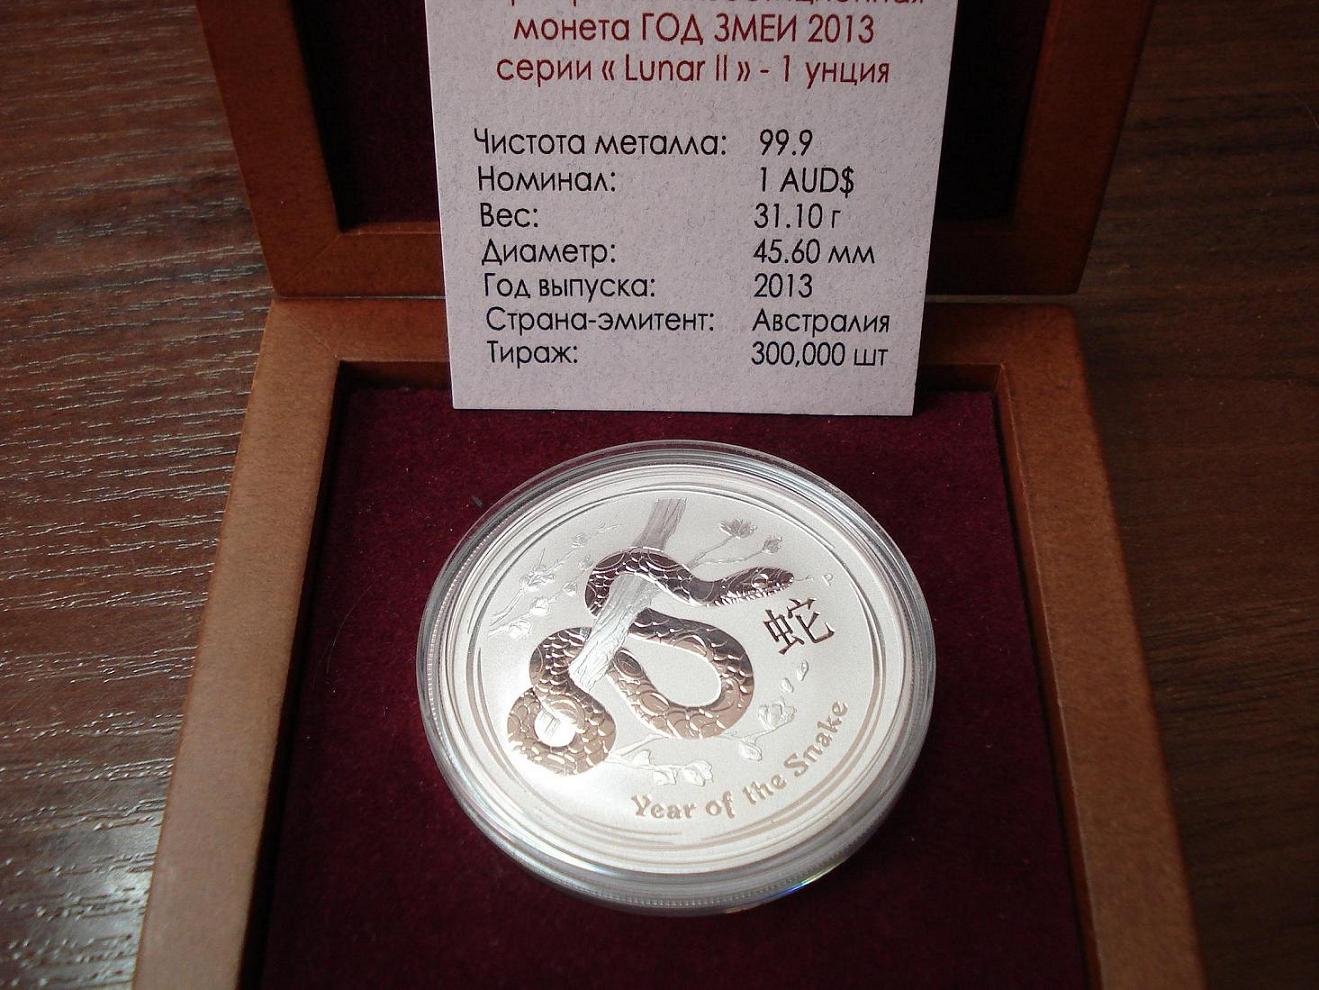 монета ГОД ЗМЕИ 2013
серии « Lunar II » - 1 унция
Чистота металла: 99.9
Номинал: 1 AUD$
Вес: 31.10 г
Диаметр: 45.60 мм
Год выпуска: 2013
Страна-эмитент: Австралия
Тираж: 300,000 шт
蛇
Year of the Snake